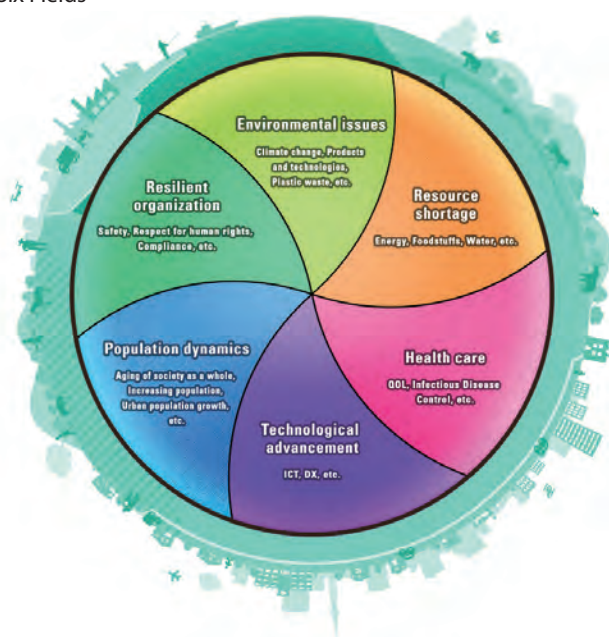 Six Fields
Environmental issues
Climate change, Products
and technologies,
Plastic waste, etc.
Resource
shortage
Energy, Foodstuffs, Water, etc.
Health care
QOL, Infectious Disease
Control, etc.
Technological
advancement
ICT, DX, etc.
Population dynamics
Aging of society as a whole,
Increasing population,
Urban population growth,
etc.
Resilient
organization
Safety, Respect for human rights,
Compliance, etc.